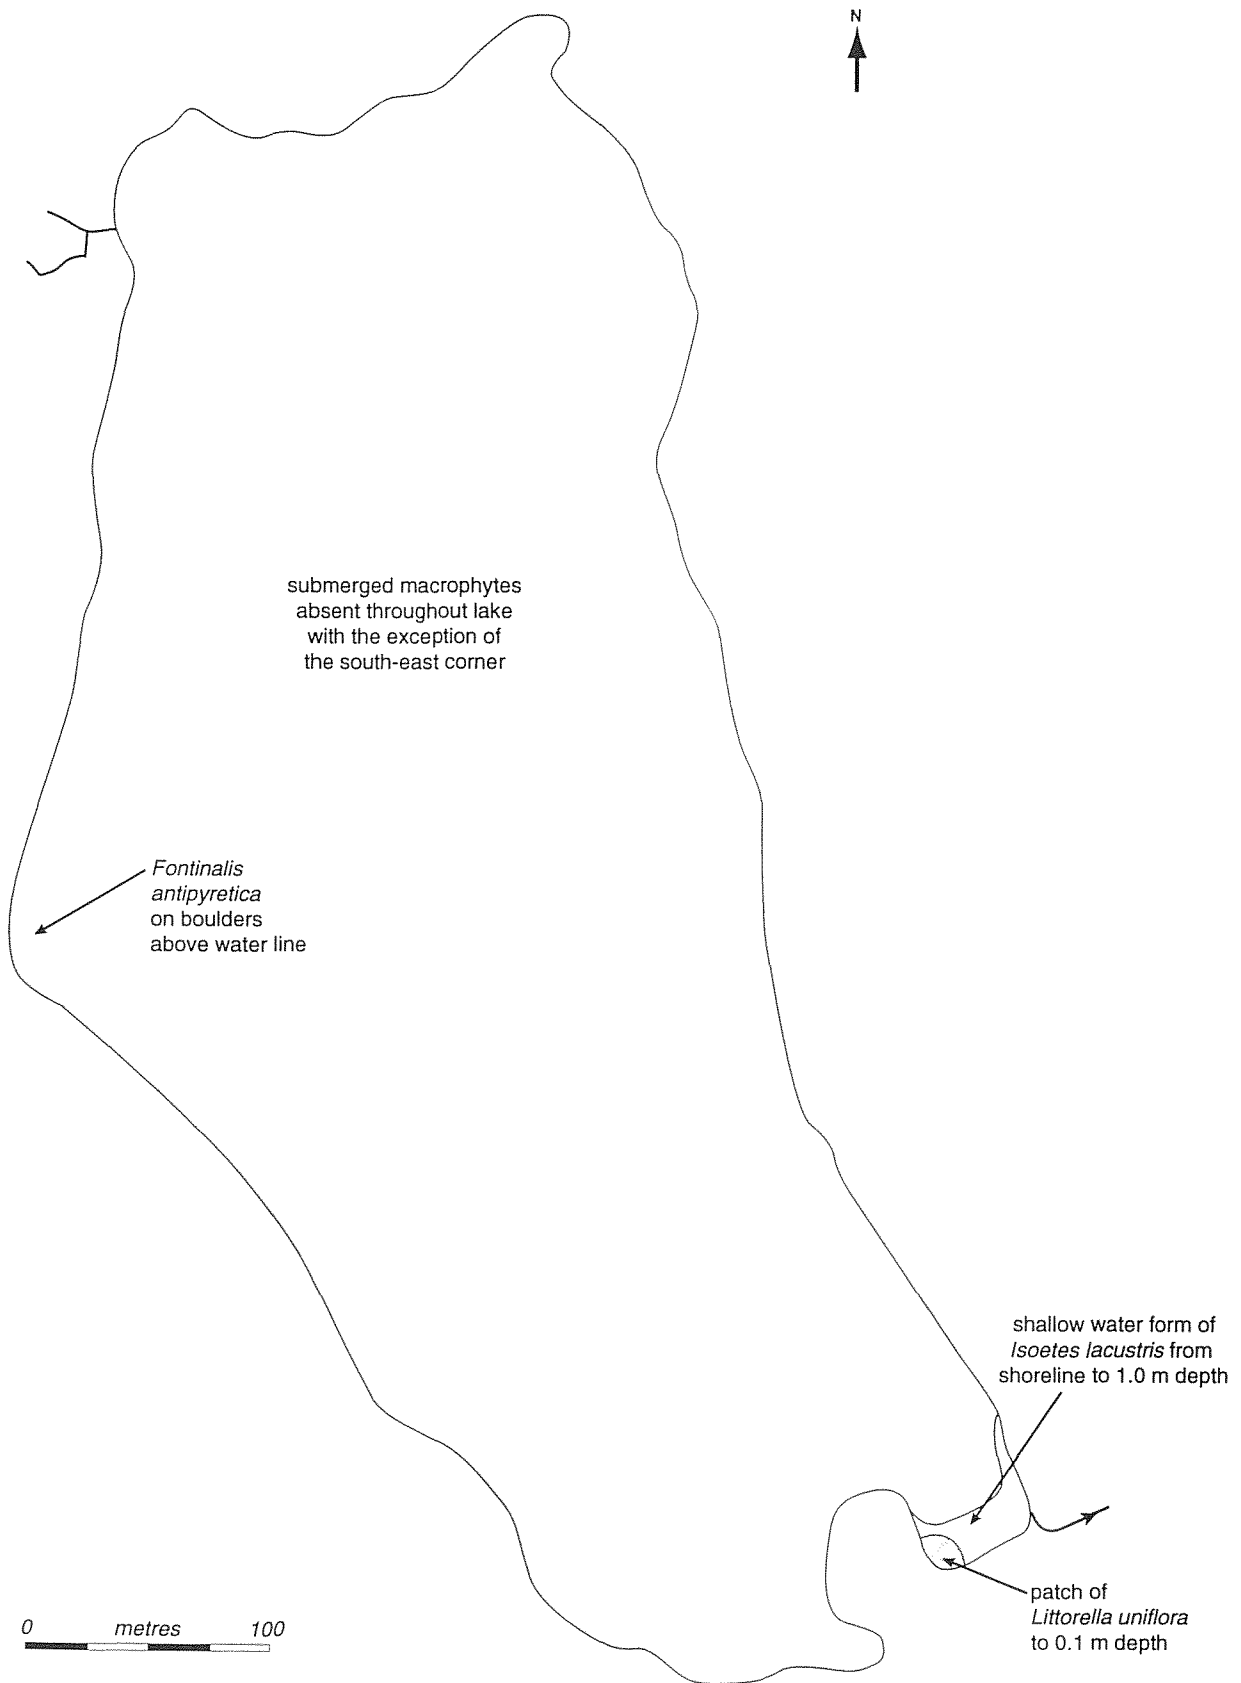 N
submerged macrophytes
absent throughout lake
with the exception of
the south-east corner
Fontinalis
antipyretica
on boulders
above water line
shallow water form of
Isoetes lacustris from
shoreline to 1.0 m depth
patch of
Littorella uniflora
to 0.1 m depth
0 metres 100